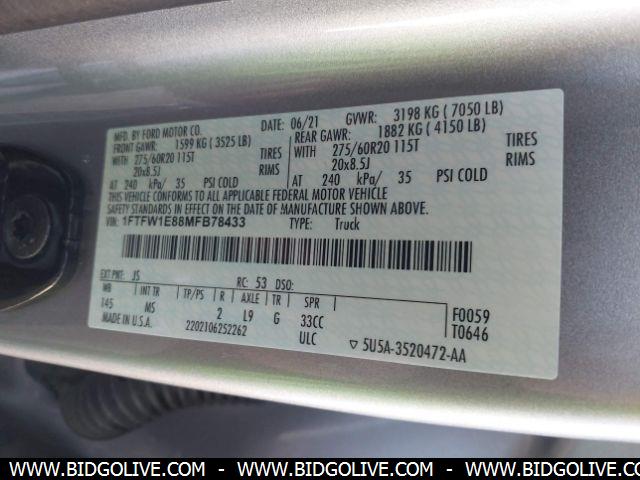 MFD. BY FORD MOTOR CO.
DATE: 06/21 GVWR: 3198 KG ( 7050 LB)
FRONT GAWR: 1599 KG ( 3525 LB)
REAR GAWR: 1882 KG ( 4150 LB)
WITH 275/60R20 115T TIRES
WITH 275/60R20 115T TIRES
20x8.5J RIMS
20x8.5J RIMS
AT 240 kPa/ 35 PSI COLD
AT 240 kPa/ 35 PSI COLD
THIS VEHICLE CONFORMS TO ALL APPLICABLE FEDERAL MOTOR VEHICLE
SAFETY STANDARDS IN EFFECT ON THE DATE OF MANUFACTURE SHOWN ABOVE.
VIN: 1FTFW1E88MFB78433 TYPE: Truck
EXT PNT: JS RC: 53 DSO:
WB INT TR TP/PS R AXLE TR SPR
145 MS 2 L9 G 33CC
F0059
T0646
MADE IN U.S.A. 2202106252262 ULC
▽ 5U5A-3520472-AA
WWW.BIDGOLIVE.COM - WWW.BIDGOLIVE.COM - WWW.BIDGOLIVE.COM